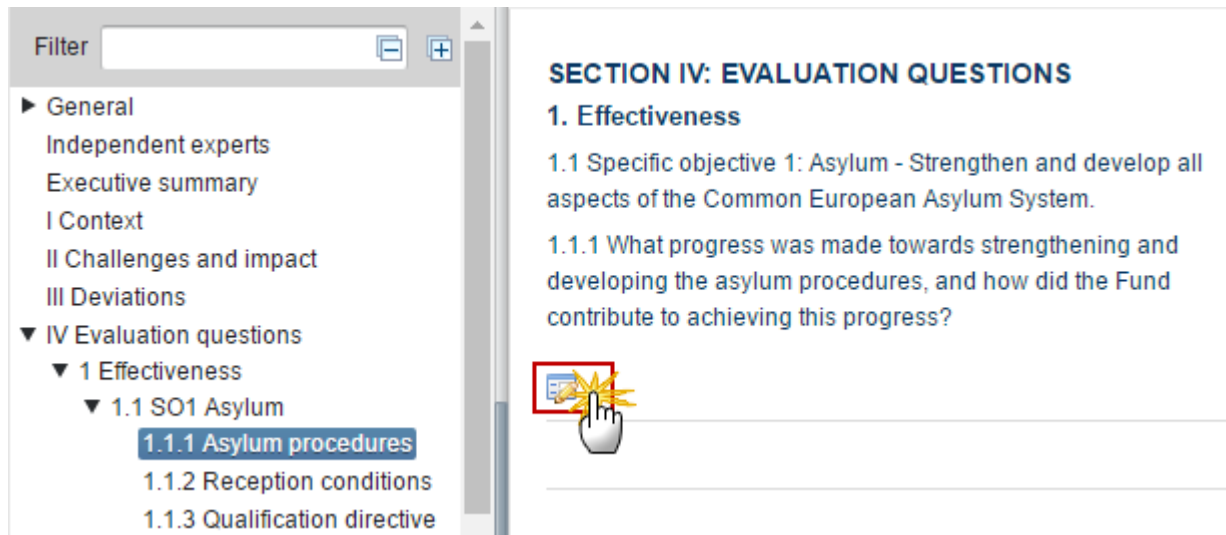 Filter
General
Independent experts
Executive summary
I Context
II Challenges and impact
III Deviations
IV Evaluation questions
1 Effectiveness
1.1 SO1 Asylum
1.1.1 Asylum procedures
1.1.2 Reception conditions
1.1.3 Qualification directive
SECTION IV: EVALUATION QUESTIONS
1. Effectiveness
1.1 Specific objective 1: Asylum - Strengthen and develop all
aspects of the Common European Asylum System.
1.1.1 What progress was made towards strengthening and
developing the asylum procedures, and how did the Fund
contribute to achieving this progress?